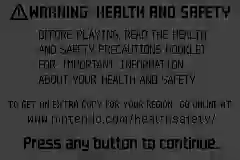 ⚠WARNING-HEALTH AND SAFETY
BEFORE PLAYING, READ THE HEALTH
AND SAFETY PRECAUTIONS BOOKLET
FOR IMPORTANT INFORMATION
ABOUT YOUR HEALTH AND SAFETY.
TO GET AN EXTRA COPY FOR YOUR REGION, GO ONLINE AT
www.nintendo.com/healthsafety/
Press any button to continue.